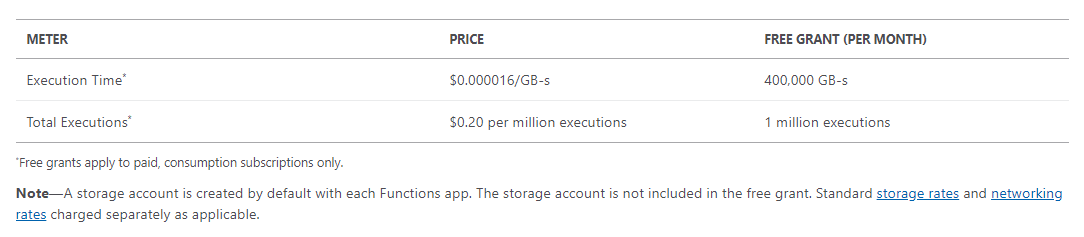 METER PRICE FREE GRANT (PER MONTH)
Execution Time* $0.000016/GB-s 400,000 GB-s
Total Executions* $0.20 per million executions 1 million executions
*Free grants apply to paid, consumption subscriptions only.
Note—A storage account is created by default with each Functions app. The storage account is not included in the free grant. Standard storage rates and networking
rates charged separately as applicable.